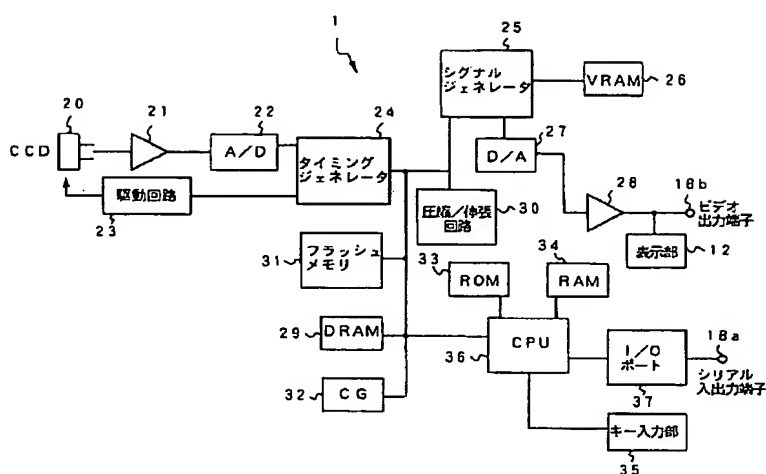 1
25
シグナル
ジェネレータ
VRAM
26
20
21
22
24
CCD
A/D
タイミング
ジェネレータ
27
D/A
駆動回路
23
圧縮/伸張
回路
30
28
18b
ビデオ
出力端子
表示部
12
31
フラッシュ
メモリ
33
ROM
34
RAM
29
DRAM
36
CPU
I/O
ポート
37
18a
シリアル
入出力端子
32
CG
キー入力部
35